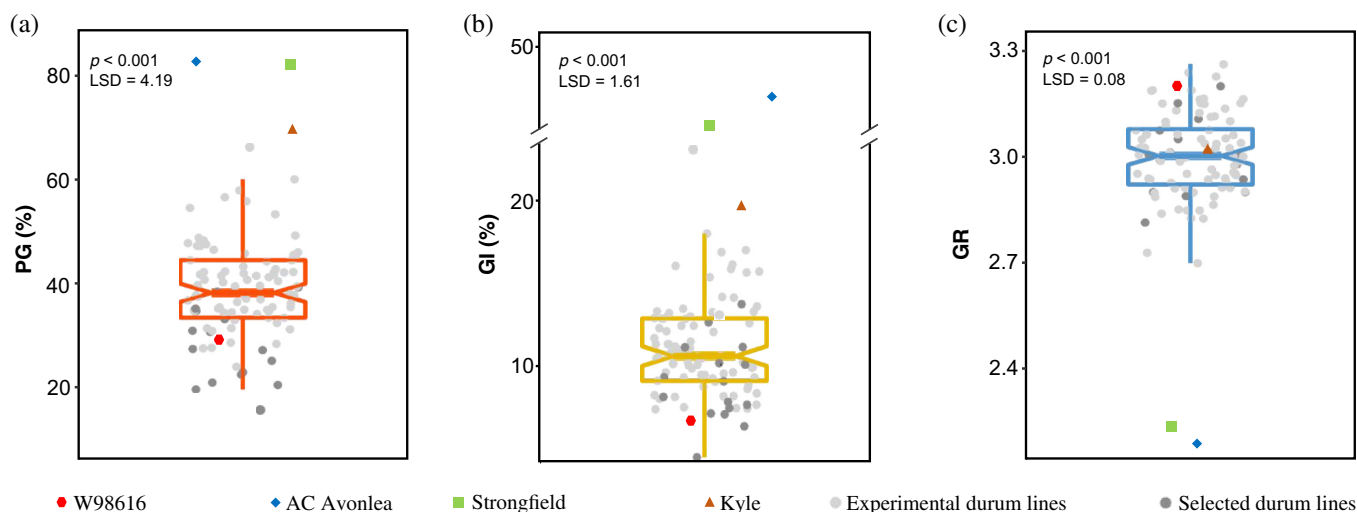 (a)
p < 0.001
LSD = 4.19
PG (%)
80
60
40
20
(b)
p < 0.001
LSD = 1.61
GI (%)
50
20
10
(c)
p < 0.001
LSD = 0.08
GR
3.3
3.0
2.7
2.4
W98616 AC Avonlea Strongfield Kyle Experimental durum lines Selected durum lines